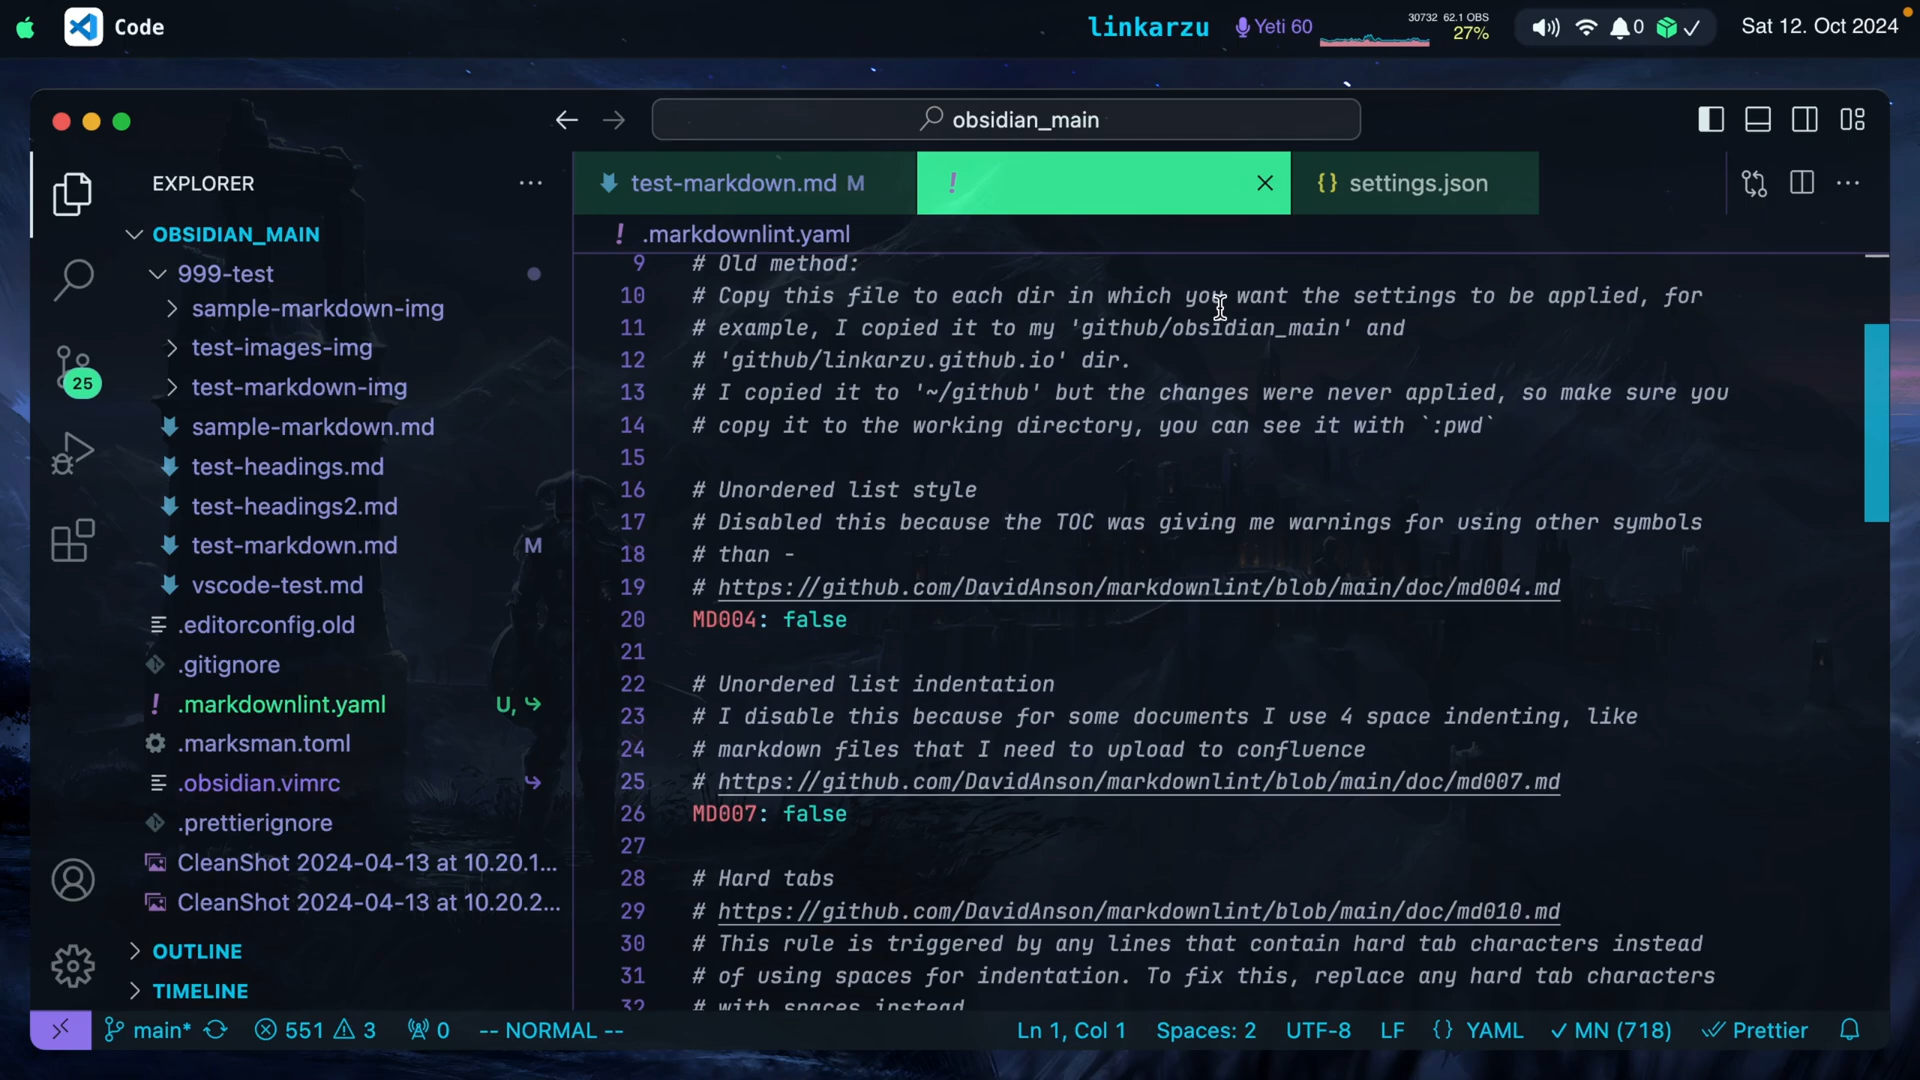 Code
linkarzu
Yeti 60
30732 62.1 OBS
27%
0
Sat 12. Oct 2024
obsidian_main
EXPLORER
OBSIDIAN_MAIN
999-test
sample-markdown-img
test-images-img
test-markdown-img
sample-markdown.md
test-headings.md
test-headings2.md
test-markdown.md M
vscode-test.md
.editorconfig.old
.gitignore
.markdownlint.yaml U,
.marksman.toml
.obsidian.vimrc
.prettierignore
CleanShot 2024-04-13 at 10.20.1...
CleanShot 2024-04-13 at 10.20.2...
OUTLINE
TIMELINE
25
test-markdown.md M
! 
{} settings.json
! .markdownlint.yaml
9 # Old method:
10 # Copy this file to each dir in which you want the settings to be applied, for
11 # example, I copied it to my 'github/obsidian_main' and
12 # 'github/linkarzu.github.io' dir.
13 # I copied it to '~/github' but the changes were never applied, so make sure you
14 # copy it to the working directory, you can see it with `:pwd`
15
16 # Unordered list style
17 # Disabled this because the TOC was giving me warnings for using other symbols
18 # than -
19 # https://github.com/DavidAnson/markdownlint/blob/main/doc/md004.md
20 MD004: false
21
22 # Unordered list indentation
23 # I disable this because for some documents I use 4 space indenting, like
24 # markdown files that I need to upload to confluence
25 # https://github.com/DavidAnson/markdownlint/blob/main/doc/md007.md
26 MD007: false
27
28 # Hard tabs
29 # https://github.com/DavidAnson/markdownlint/blob/main/doc/md010.md
30 # This rule is triggered by any lines that contain hard tab characters instead
31 # of using spaces for indentation. To fix this, replace any hard tab characters
32 # with spaces instead
main* 551 3 0 -- NORMAL --
Ln 1, Col 1 Spaces: 2 UTF-8 LF {} YAML ✓ MN (718) Prettier